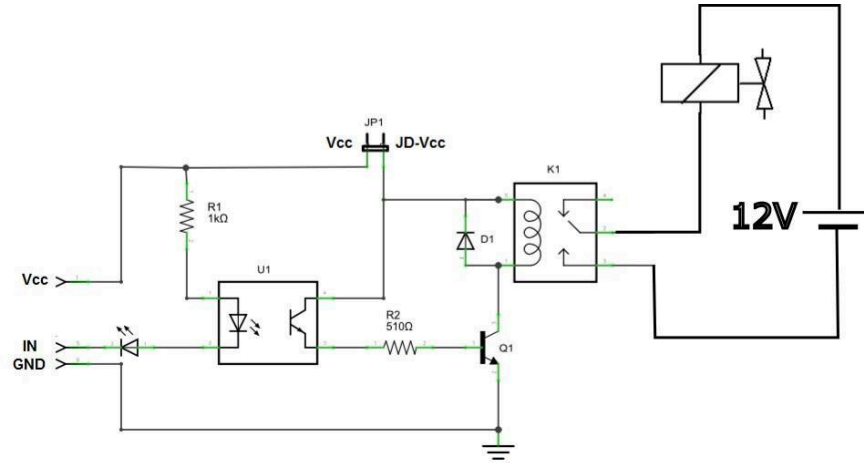 JP1
Vcc JD-Vcc
K1
R1
1kΩ
12V
D1
Vcc
U1
R2
510Ω
IN
Q1
GND